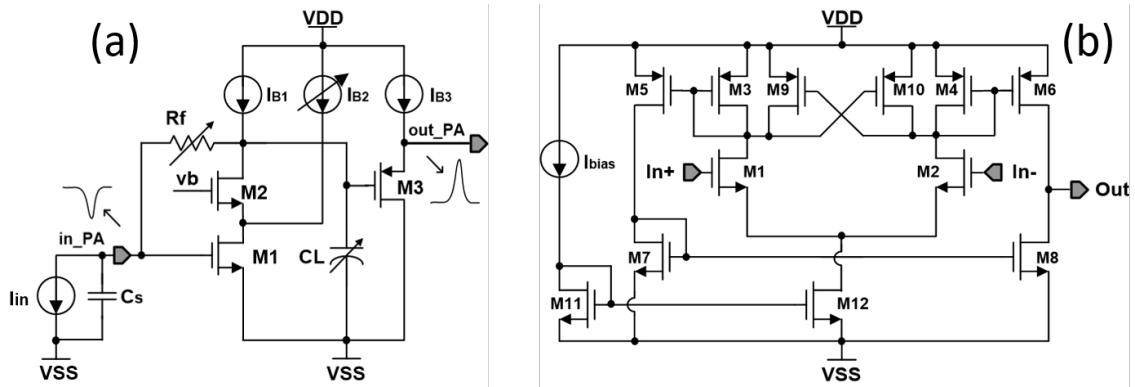 (a)
VDD
IB1
IB2
IB3
Rf
out_PA
vb
M2
M3
in_PA
M1
CL
Iin
Cs
VSS
VSS
(b)
VDD
M5
M3
M9
M10
M4
M6
Ibias
In+
M1
M2
In-
Out
M7
M8
M11
M12
VSS